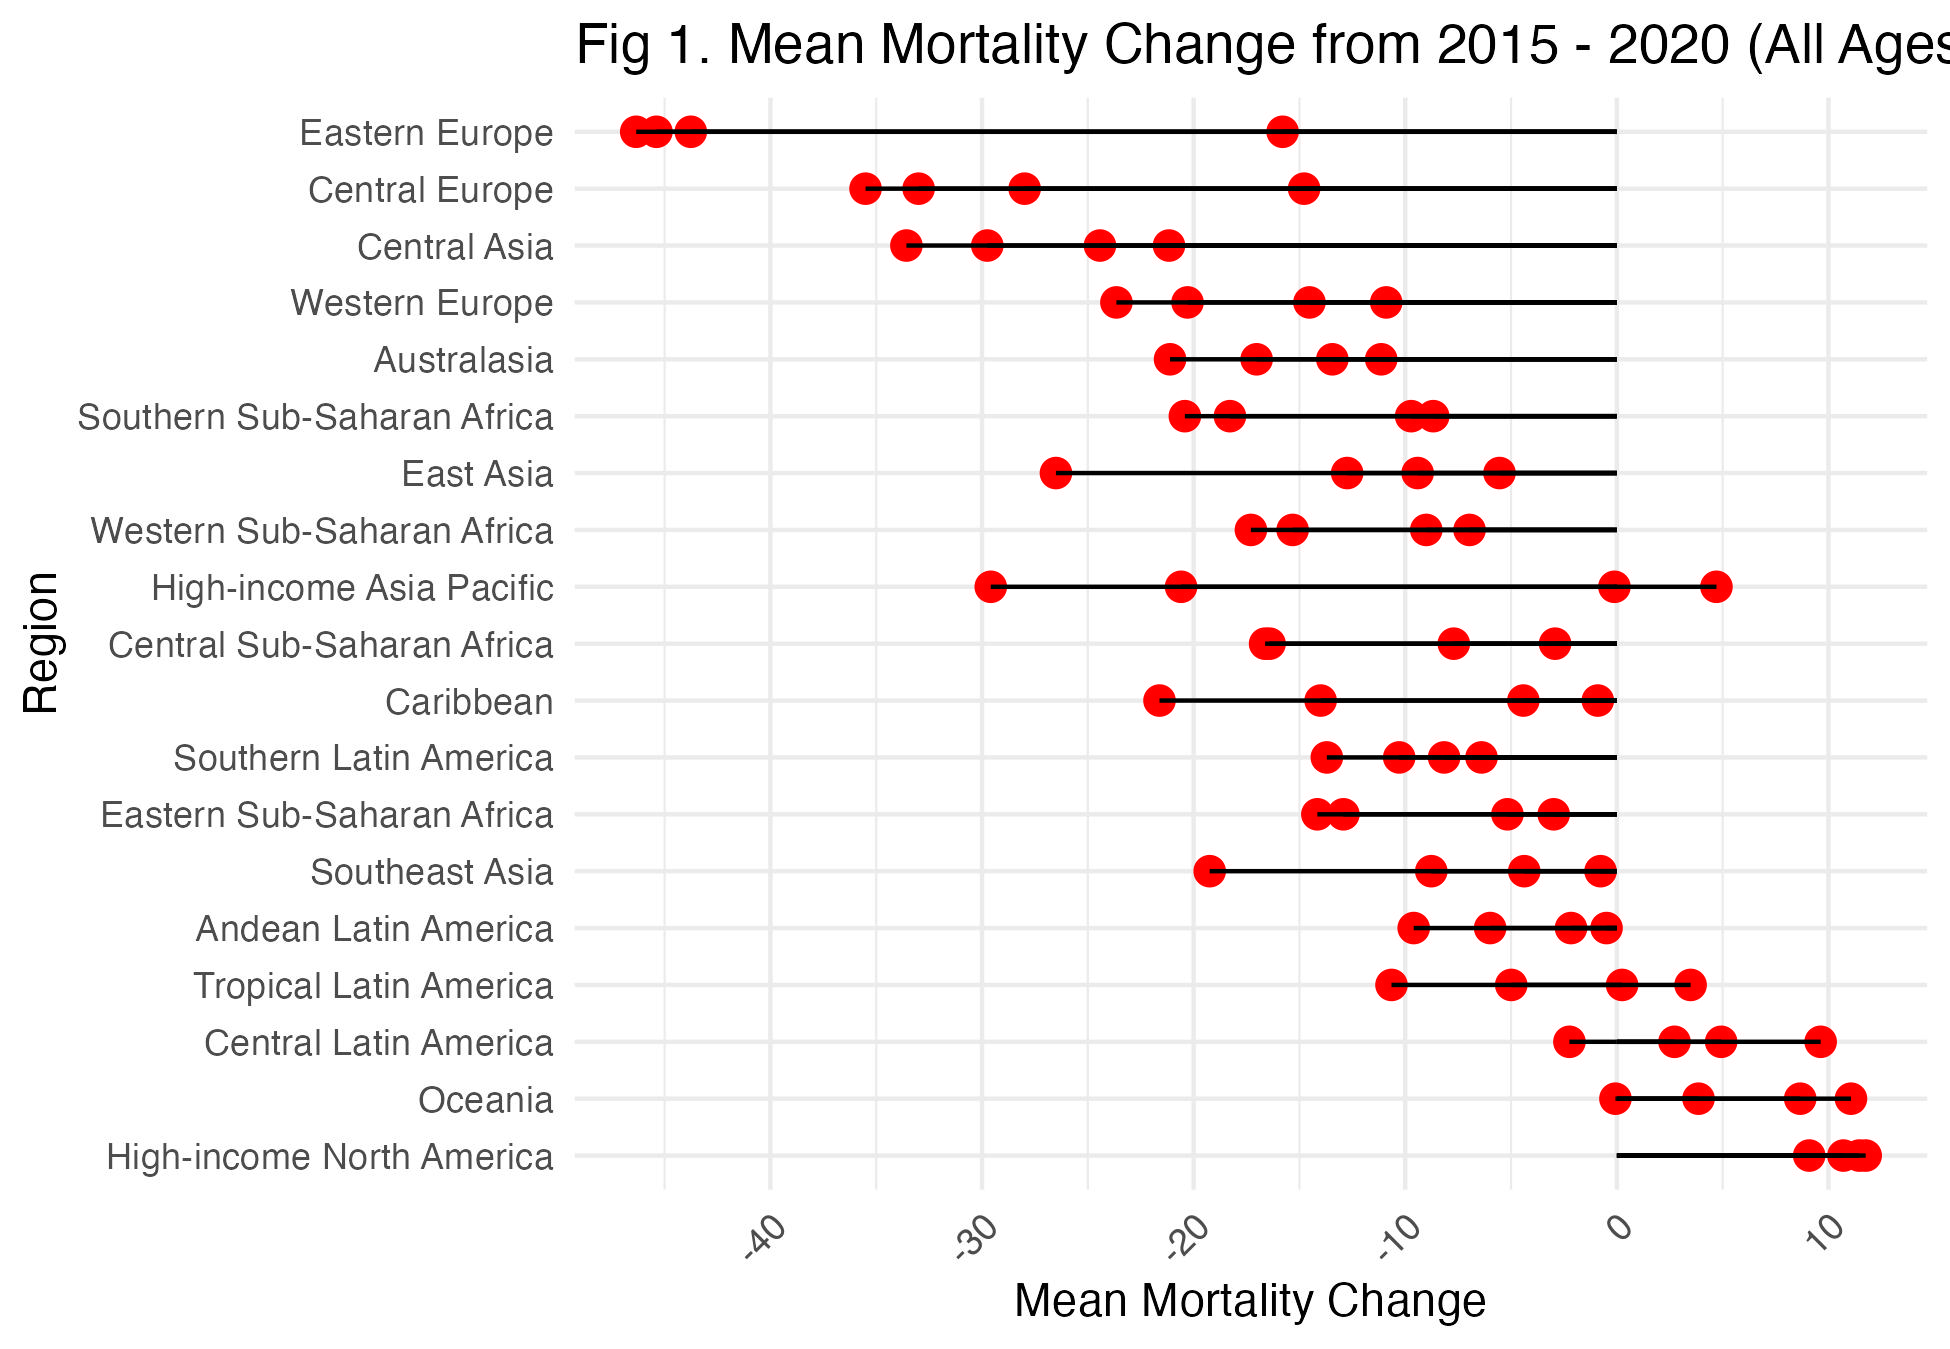 Fig 1. Mean Mortality Change from 2015 - 2020 (All Ages
Eastern Europe
Central Europe
Central Asia
Western Europe
Australasia
Southern Sub-Saharan Africa
East Asia
Western Sub-Saharan Africa
High-income Asia Pacific
Central Sub-Saharan Africa
Caribbean
Southern Latin America
Eastern Sub-Saharan Africa
Southeast Asia
Andean Latin America
Tropical Latin America
Central Latin America
Oceania
High-income North America
Region
-40 -30 -20 -10 0 10
Mean Mortality Change